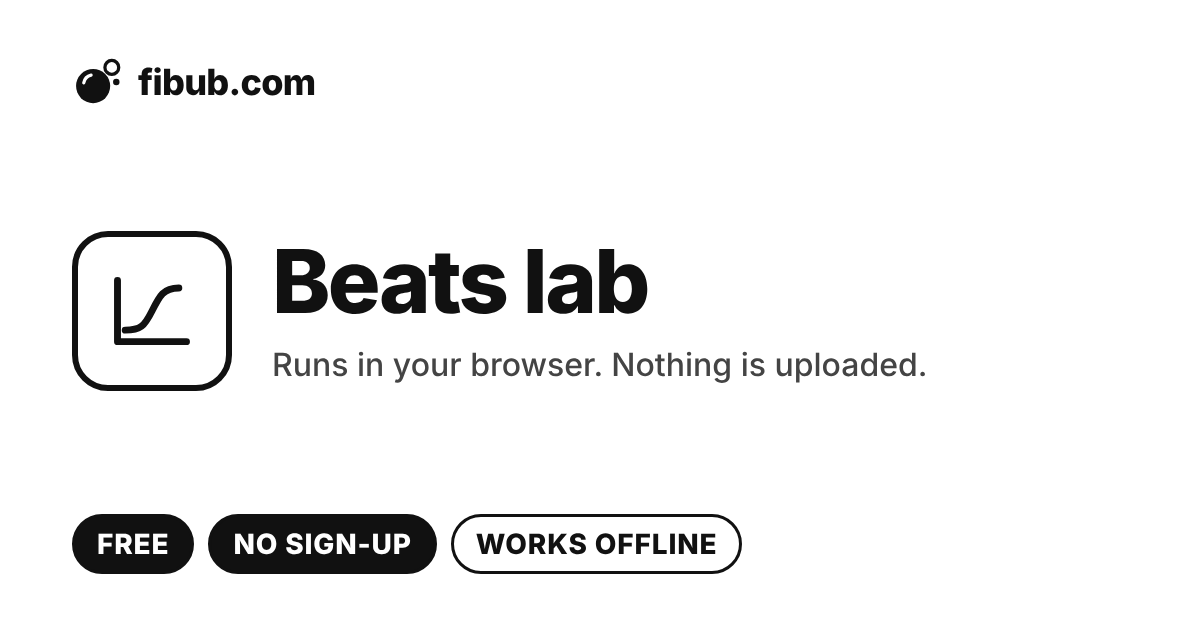 fibub.com
Beats lab
Runs in your browser. Nothing is uploaded.
FREE
NO SIGN-UP
WORKS OFFLINE